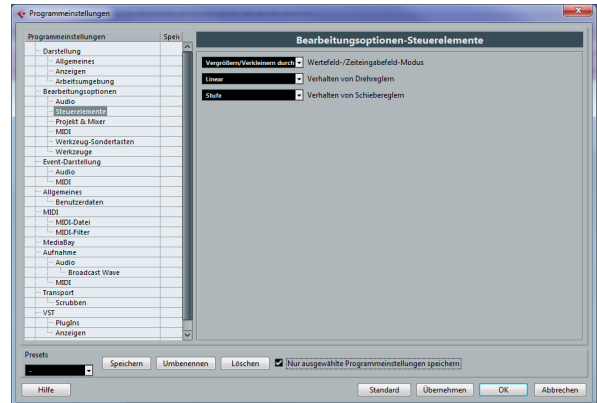 Programmeinstellungen
Programmeinstellungen Speic
Darstellung
Allgemeines
Anzeigen
Arbeitsumgebung
Bearbeitungsoptionen
Audio
Steuerelemente
Projekt & Mixer
MIDI
Werkzeug-Sondertasten
Werkzeuge
Event-Darstellung
Audio
MIDI
Allgemeines
Benutzerdaten
MIDI
MIDI-Datei
MIDI-Filter
MediaBay
Aufnahme
Audio
Broadcast Wave
MIDI
Transport
Scrubben
VST
PlugIns
Anzeigen
Bearbeitungsoptionen-Steuerelemente
Vergrößern/Verkleinern durch Wertefeld-/Zeiteingabefeld-Modus
Linear Verhalten von Drehreglern
Stufe Verhalten von Schiebereglern
Presets
- Speichern Umbenennen Löschen Nur ausgewählte Programmeinstellungen speichern
Hilfe Standard Übernehmen OK Abbrechen